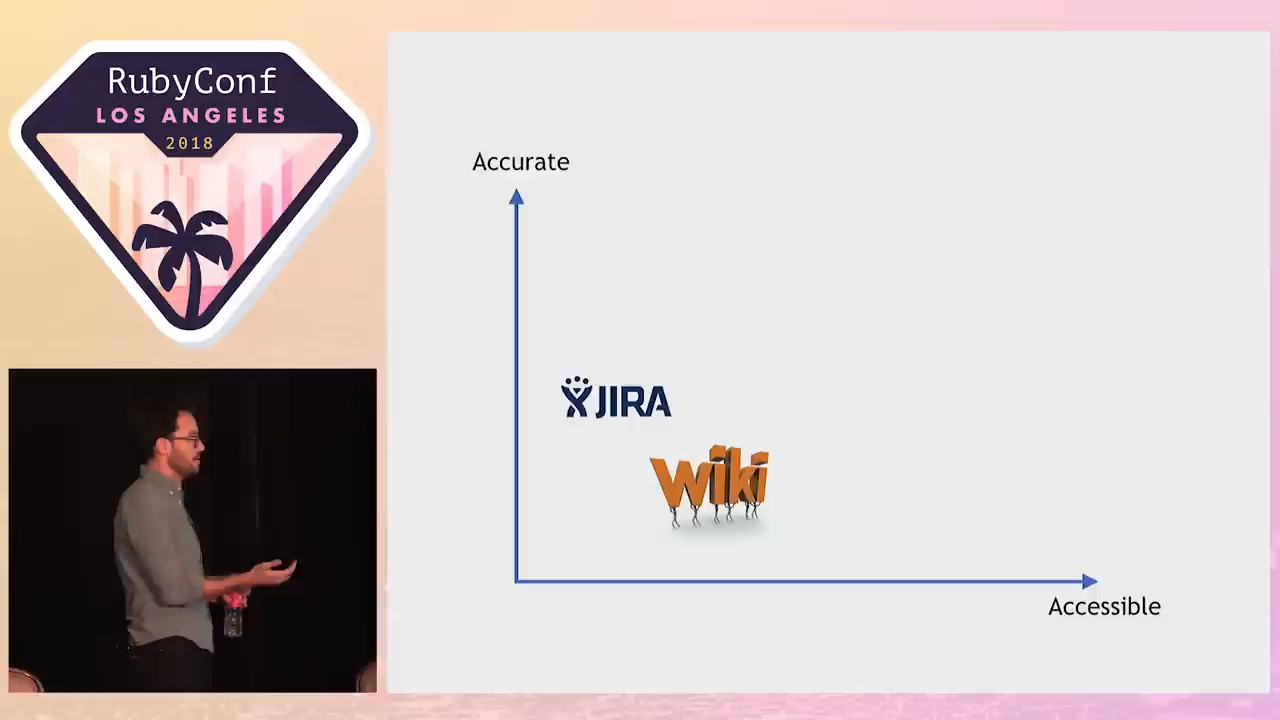 RubyConf
LOS ANGELES
2018
Accurate
JIRA
wiki
Accessible